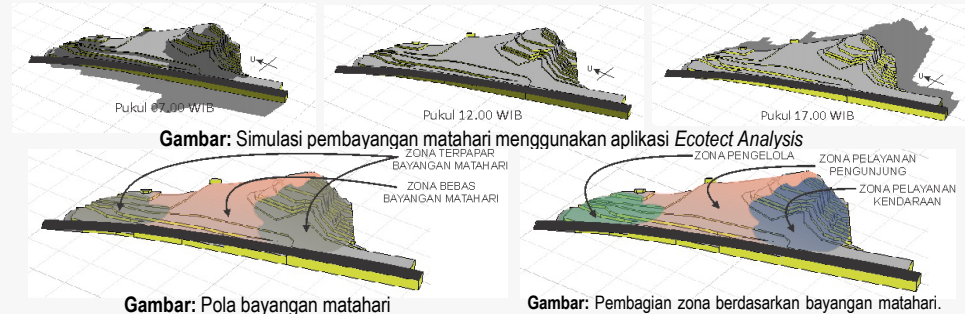 U
U
U
Pukul 07.00 WIB
Pukul 12.00 WIB
Pukul 17.00 WIB
Gambar: Simulasi pembayangan matahari menggunakan aplikasi Ecotect Analysis
ZONA TERPAPAR
BAYANGAN MATAHARI
ZONA BEBAS
BAYANGAN MATAHARI
ZONA PENGELOLA
ZONA PELAYANAN
PENGUNJUNG
ZONA PELAYANAN
KENDARAAN
Gambar: Pola bayangan matahari
Gambar: Pembagian zona berdasarkan bayangan matahari.